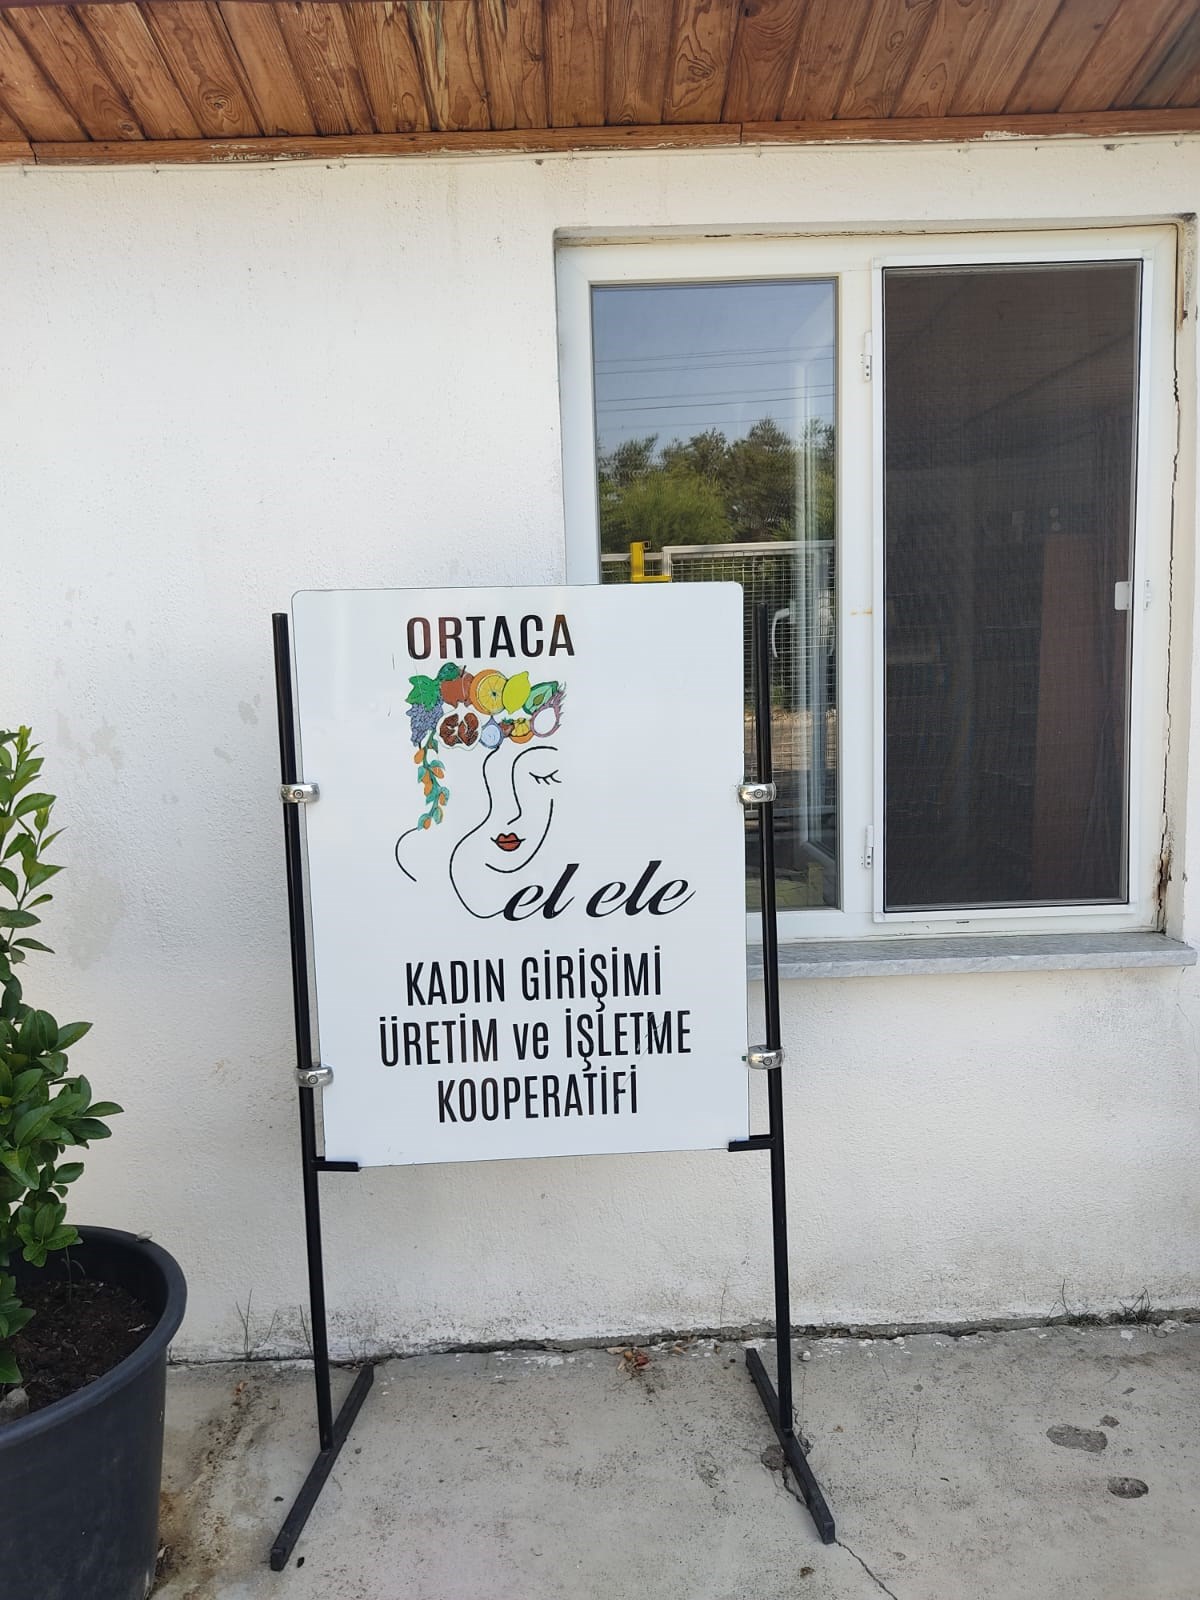 ORTACA
el ele
KADIN GİRİŞİMİ
ÜRETİM ve İŞLETME
KOOPERATİFİ